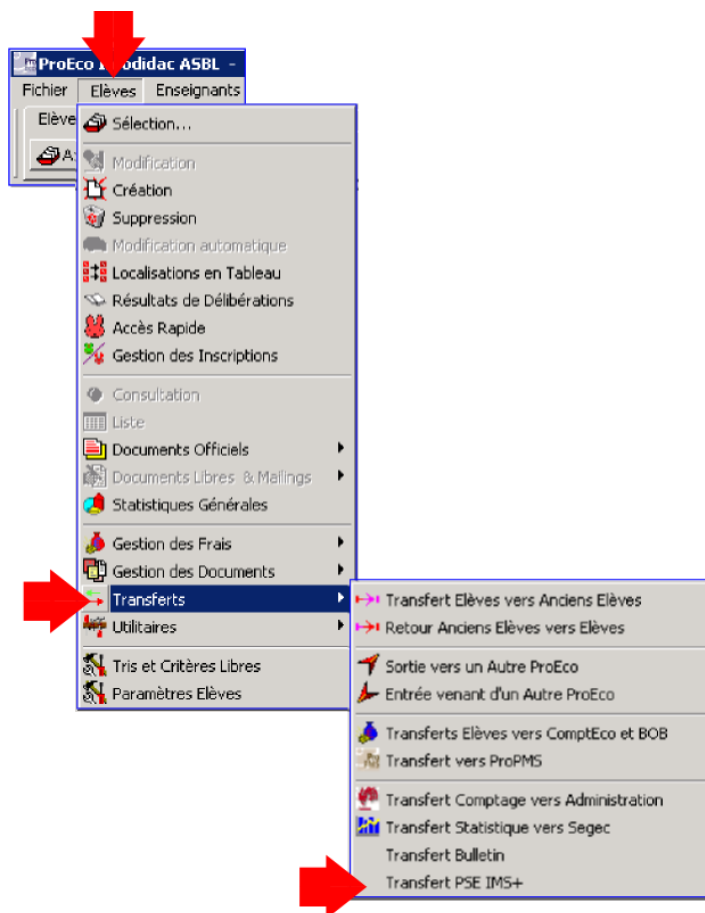 ProEco I odidac ASBL -
Fichier Elèves Enseignants
Elève
A
Sélection...
Modification
Création
Suppression
Modification automatique
Localisations en Tableau
Résultats de Délibérations
Accès Rapide
Gestion des Inscriptions
Consultation
Liste
Documents Officiels
Documents Libres & Mailings
Statistiques Générales
Gestion des Frais
Gestion des Documents
Transferts
Utilitaires
Tris et Critères Libres
Paramètres Elèves
Transfert Elèves vers Anciens Elèves
Retour Anciens Elèves vers Elèves
Sortie vers un Autre ProEco
Entrée venant d'un Autre ProEco
Transferts Elèves vers ComptEco et BOB
Transfert vers ProPMS
Transfert Comptage vers Administration
Transfert Statistique vers Segec
Transfert Bulletin
Transfert PSE IMS+